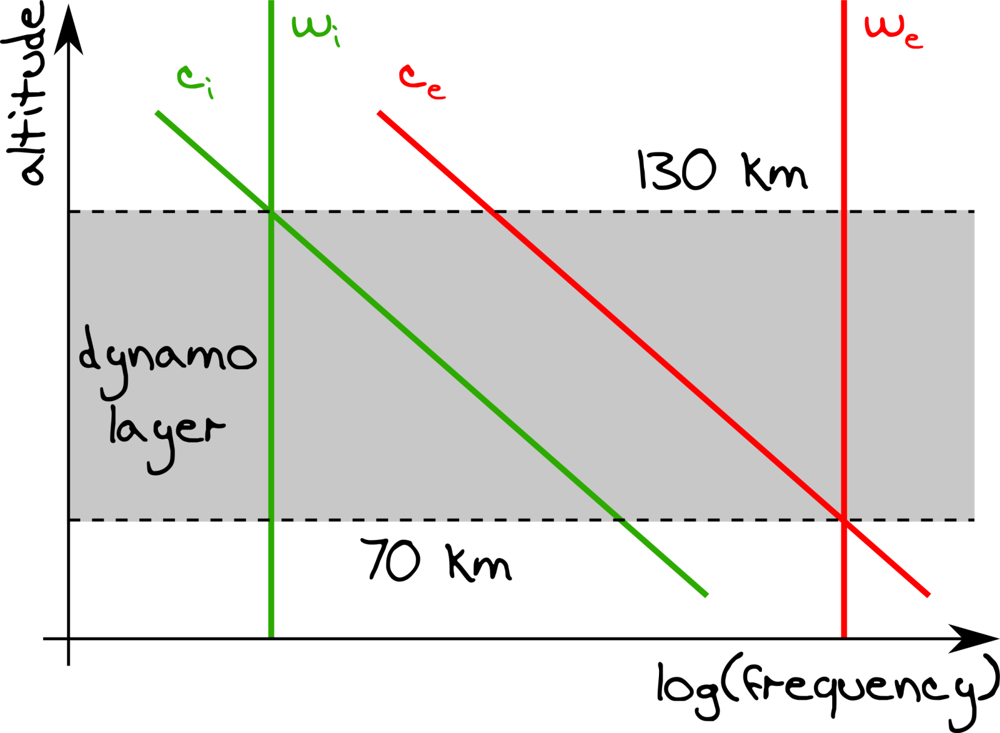 altitude
ωᵢ
ωₑ
cᵢ
cₑ
130 km
dynamo
layer
70 km
log(frequency)